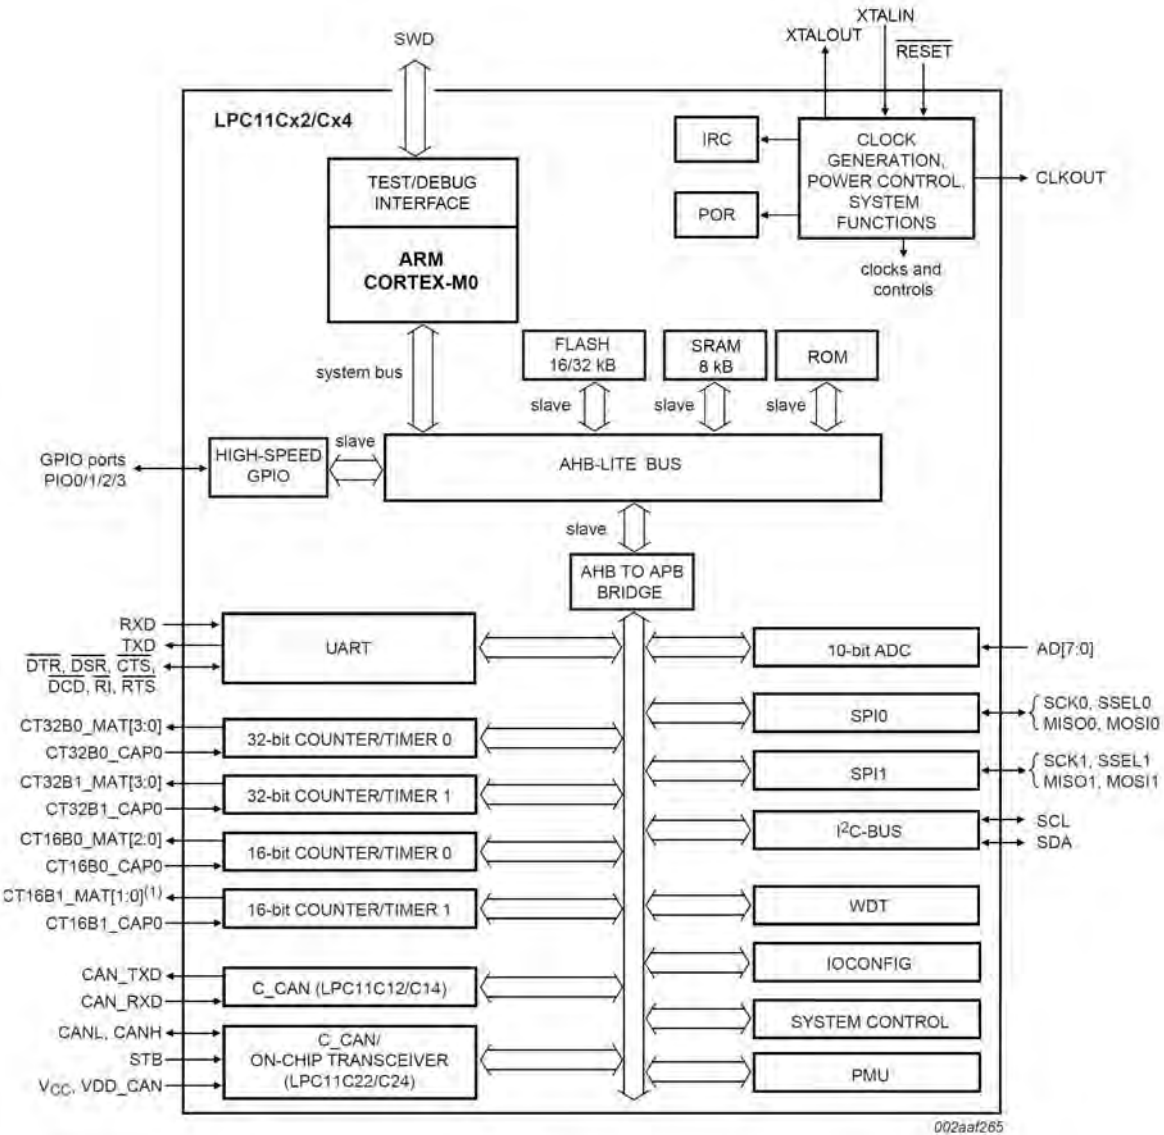 XTALIN
XTALOUT
SWD
RESET
LPC11Cx2/Cx4
IRC
CLOCK
GENERATION,
POWER CONTROL,
SYSTEM
FUNCTIONS
CLKOUT
TEST/DEBUG
INTERFACE
POR
ARM
CORTEX-M0
clocks and
controls
FLASH
16/32 kB
SRAM
8 kB
ROM
system bus
slave
slave
slave
slave
GPIO ports
PIO0/1/2/3
HIGH-SPEED
GPIO
AHB-LITE BUS
slave
AHB TO APB
BRIDGE
RXD
TXD
DTR, DSR, CTS,
DCD, RI, RTS
UART
10-bit ADC
AD[7:0]
CT32B0_MAT[3:0]
CT32B0_CAP0
32-bit COUNTER/TIMER 0
SPI0
SCK0, SSEL0
MISO0, MOSI0
CT32B1_MAT[3:0]
CT32B1_CAP0
32-bit COUNTER/TIMER 1
SPI1
SCK1, SSEL1
MISO1, MOSI1
CT16B0_MAT[2:0]
CT16B0_CAP0
16-bit COUNTER/TIMER 0
I²C-BUS
SCL
SDA
CT16B1_MAT[1:0](1)
CT16B1_CAP0
16-bit COUNTER/TIMER 1
WDT
IOCONFIG
CAN_TXD
CAN_RXD
C_CAN (LPC11C12/C14)
SYSTEM CONTROL
CANL, CANH
STB
VCC, VDD_CAN
C_CAN/
ON-CHIP TRANSCEIVER
(LPC11C22/C24)
PMU
002aaf265